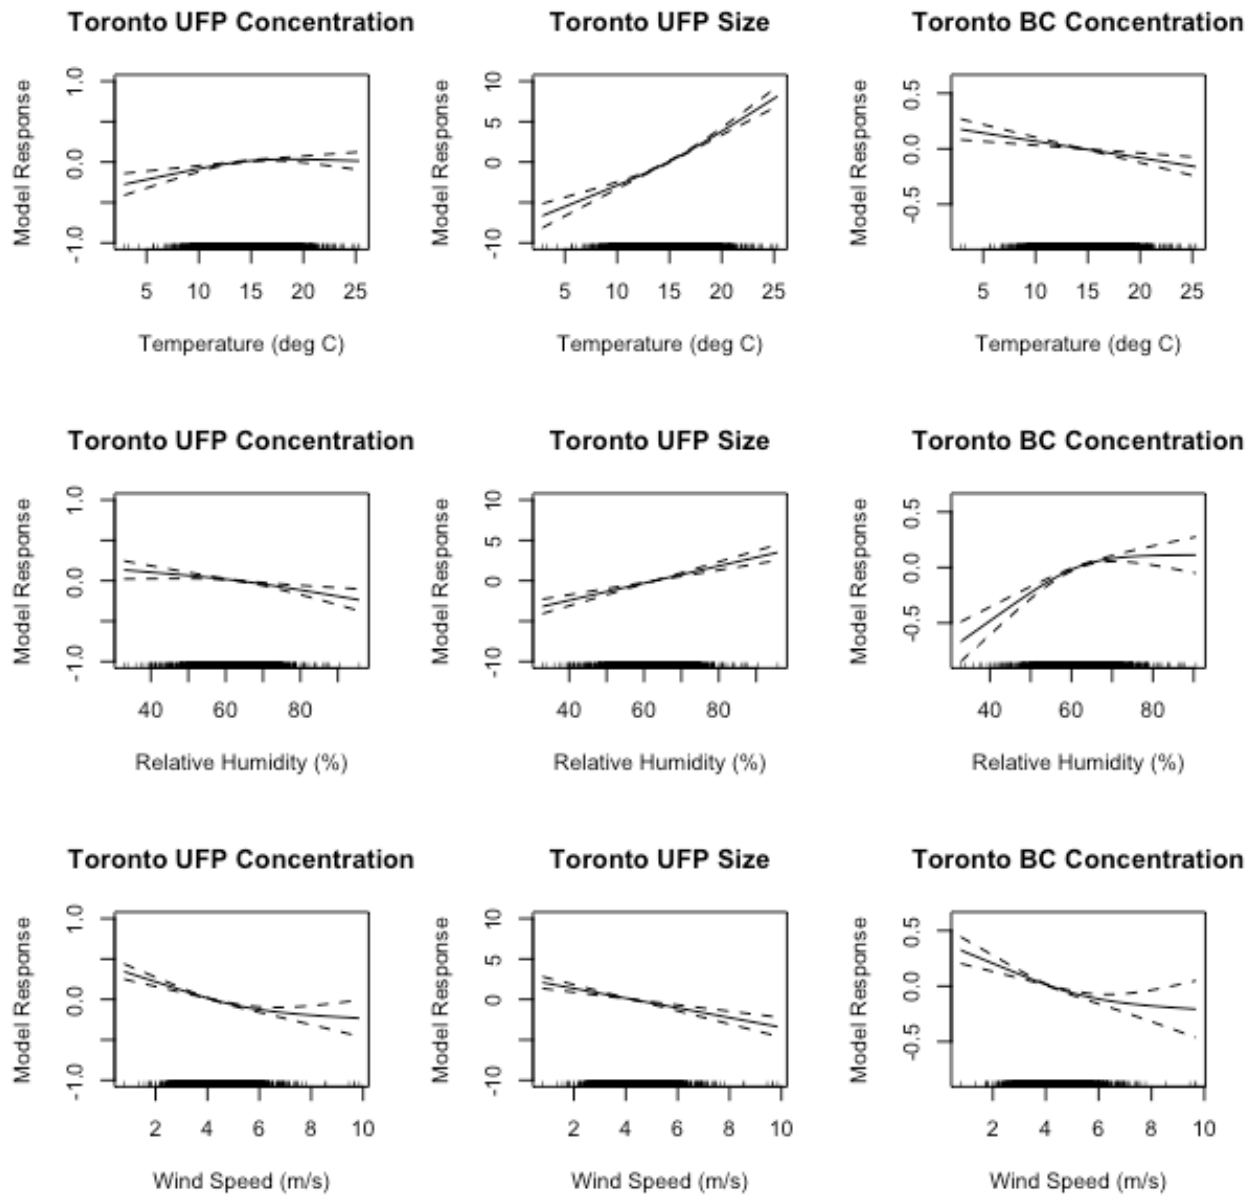 Toronto UFP Concentration
Model Response
1.0
0.0
-1.0
5 10 15 20 25
Temperature (deg C)
Toronto UFP Size
Model Response
10
5
0
-10
5 10 15 20 25
Temperature (deg C)
Toronto BC Concentration
Model Response
0.5
0.0
-0.5
5 10 15 20 25
Temperature (deg C)
Toronto UFP Concentration
Model Response
1.0
0.0
-1.0
40 60 80
Relative Humidity (%)
Toronto UFP Size
Model Response
10
5
0
-10
40 60 80
Relative Humidity (%)
Toronto BC Concentration
Model Response
0.5
0.0
-0.5
40 60 80
Relative Humidity (%)
Toronto UFP Concentration
Model Response
1.0
0.0
-1.0
2 4 6 8 10
Wind Speed (m/s)
Toronto UFP Size
Model Response
10
5
0
-10
2 4 6 8 10
Wind Speed (m/s)
Toronto BC Concentration
Model Response
0.5
0.0
-0.5
2 4 6 8 10
Wind Speed (m/s)